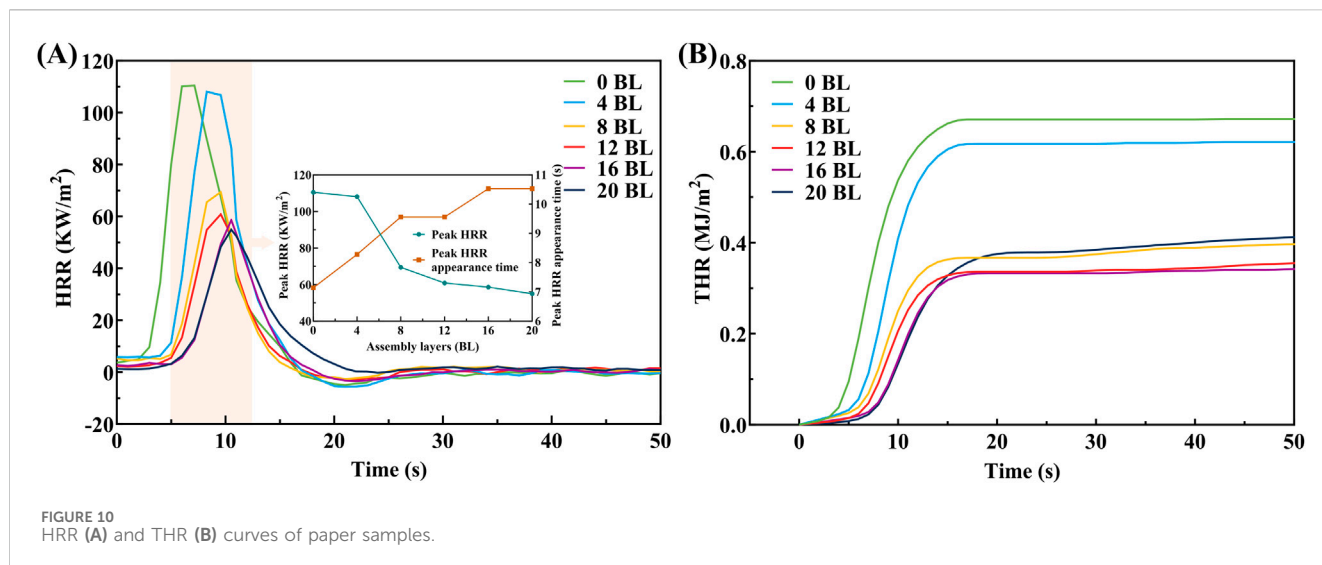 (A)
120
100
80
60
40
20
0
-20
HRR (KW/m²)
0
10
20
30
40
50
Time (s)
0 BL
4 BL
8 BL
12 BL
16 BL
20 BL
120
100
80
60
40
Peak HRR (KW/m²)
11
10
9
8
7
6
Peak HRR appearance time (s)
Peak HRR
Peak HRR
appearance time
0
4
8
12
16
20
Assembly layers (BL)
(B)
0.8
0.6
0.4
0.2
0.0
THR (MJ/m²)
0
10
20
30
40
50
Time (s)
0 BL
4 BL
8 BL
12 BL
16 BL
20 BL
FIGURE 10
HRR (A) and THR (B) curves of paper samples.